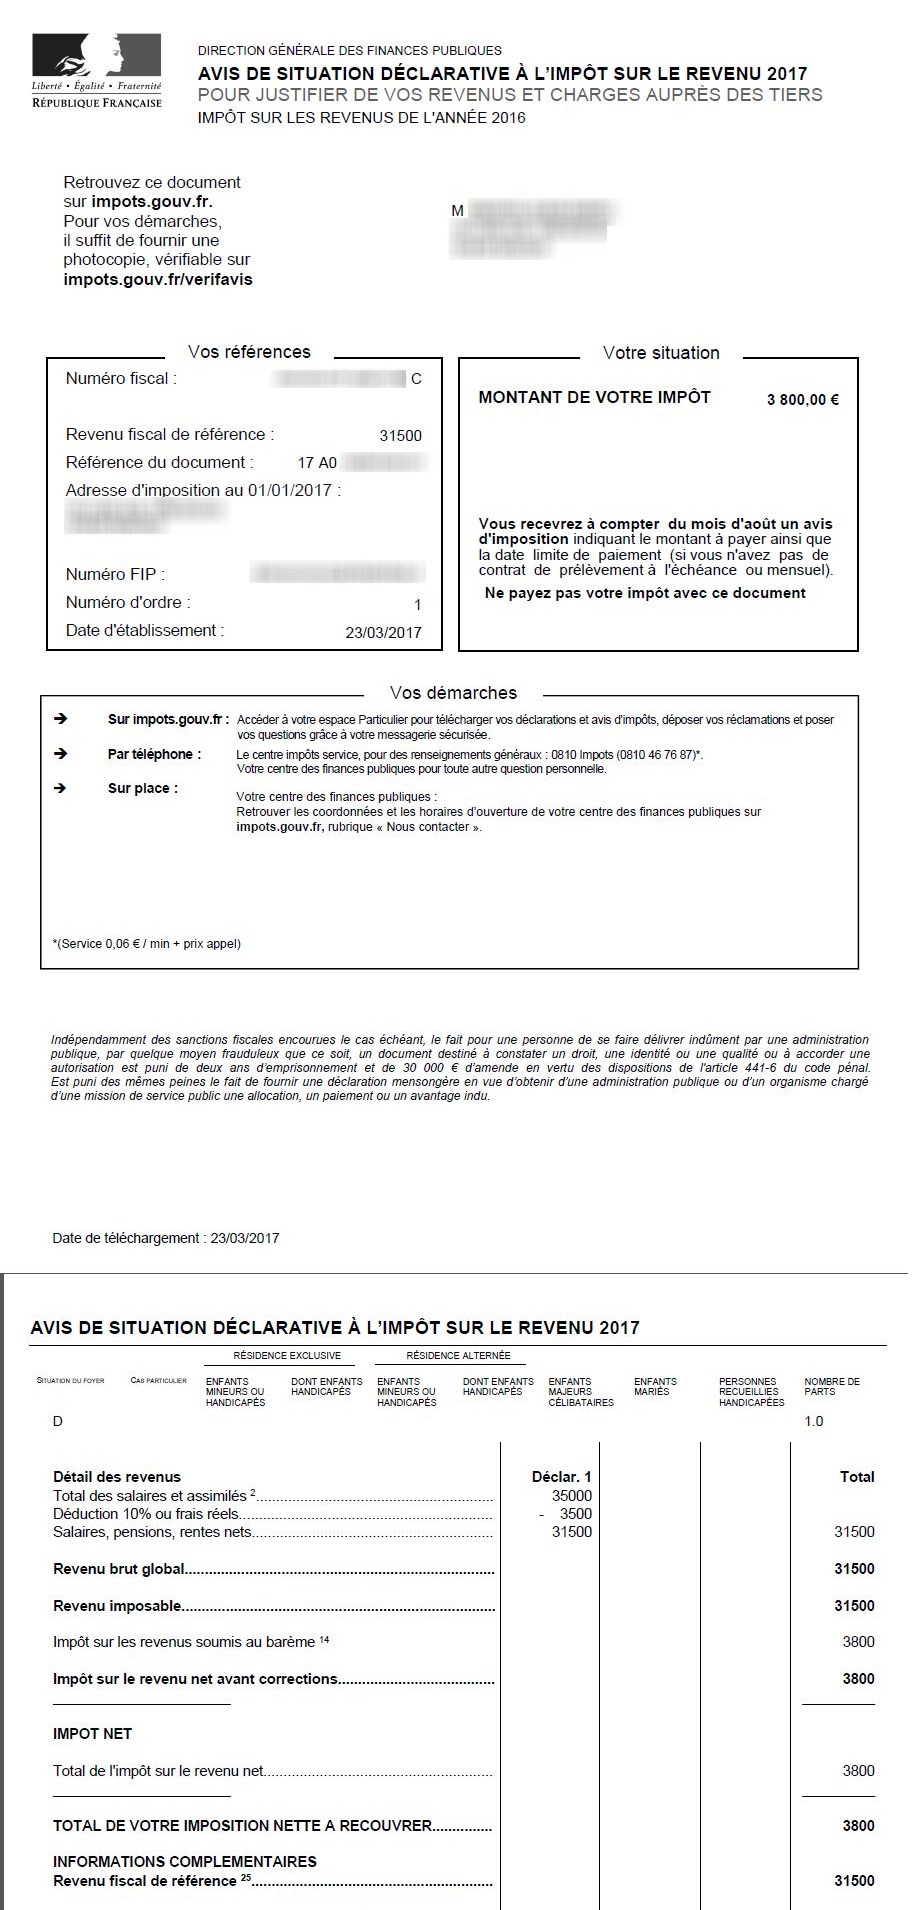 Liberté • Égalité • Fraternité
RÉPUBLIQUE FRANÇAISE
DIRECTION GÉNÉRALE DES FINANCES PUBLIQUES
AVIS DE SITUATION DÉCLARATIVE À L'IMPÔT SUR LE REVENU 2017
POUR JUSTIFIER DE VOS REVENUS ET CHARGES AUPRÈS DES TIERS
IMPÔT SUR LES REVENUS DE L'ANNÉE 2016
Retrouvez ce document
sur impots.gouv.fr.
Pour vos démarches,
il suffit de fournir une
photocopie, vérifiable sur
impots.gouv.fr/verifavis
M
Vos références
Numéro fiscal : C
Revenu fiscal de référence : 31500
Référence du document : 17 A0
Adresse d'imposition au 01/01/2017 :
Numéro FIP :
Numéro d'ordre : 1
Date d'établissement : 23/03/2017
Votre situation
MONTANT DE VOTRE IMPÔT 3 800,00 €
Vous recevrez à compter du mois d'août un avis
d'imposition indiquant le montant à payer ainsi que
la date limite de paiement (si vous n'avez pas de
contrat de prélèvement à l'échéance ou mensuel).
Ne payez pas votre impôt avec ce document
Vos démarches
➔ Sur impots.gouv.fr : Accéder à votre espace Particulier pour télécharger vos déclarations et avis d'impôts, déposer vos réclamations et poser
vos questions grâce à votre messagerie sécurisée.
➔ Par téléphone : Le centre impôts service, pour des renseignements généraux : 0810 Impots (0810 46 76 87)*.
Votre centre des finances publiques pour toute autre question personnelle.
➔ Sur place :
Votre centre des finances publiques :
Retrouver les coordonnées et les horaires d'ouverture de votre centre des finances publiques sur
impots.gouv.fr, rubrique « Nous contacter ».
*(Service 0,06 € / min + prix appel)
Indépendamment des sanctions fiscales encourues le cas échéant, le fait pour une personne de se faire délivrer indûment par une administration
publique, par quelque moyen frauduleux que ce soit, un document destiné à constater un droit, une identité ou une qualité ou à accorder une
autorisation est puni de deux ans d'emprisonnement et de 30 000 € d'amende en vertu des dispositions de l'article 441-6 du code pénal.
Est puni des mêmes peines le fait de fournir une déclaration mensongère en vue d'obtenir d'une administration publique ou d'un organisme chargé
d'une mission de service public une allocation, un paiement ou un avantage indu.
Date de téléchargement : 23/03/2017
AVIS DE SITUATION DÉCLARATIVE À L'IMPÔT SUR LE REVENU 2017
RÉSIDENCE EXCLUSIVE RÉSIDENCE ALTERNÉE
SITUATION DU FOYER CAS PARTICULIER ENFANTS DONT ENFANTS ENFANTS DONT ENFANTS ENFANTS ENFANTS PERSONNES NOMBRE DE
MINEURS OU HANDICAPÉS MINEURS OU HANDICAPÉS MAJEURS MARIÉS RECUEILLIES PARTS
HANDICAPÉS HANDICAPÉS CÉLIBATAIRES HANDICAPÉES
D 1.0
Détail des revenus Déclar. 1 Total
Total des salaires et assimilés 2 35000
Déduction 10% ou frais réels - 3500
Salaires, pensions, rentes nets 31500 31500
Revenu brut global 31500
Revenu imposable 31500
Impôt sur les revenus soumis au barème 14 3800
Impôt sur le revenu net avant corrections 3800
IMPOT NET
Total de l'impôt sur le revenu net 3800
TOTAL DE VOTRE IMPOSITION NETTE A RECOUVRER 3800
INFORMATIONS COMPLEMENTAIRES
Revenu fiscal de référence 25 31500